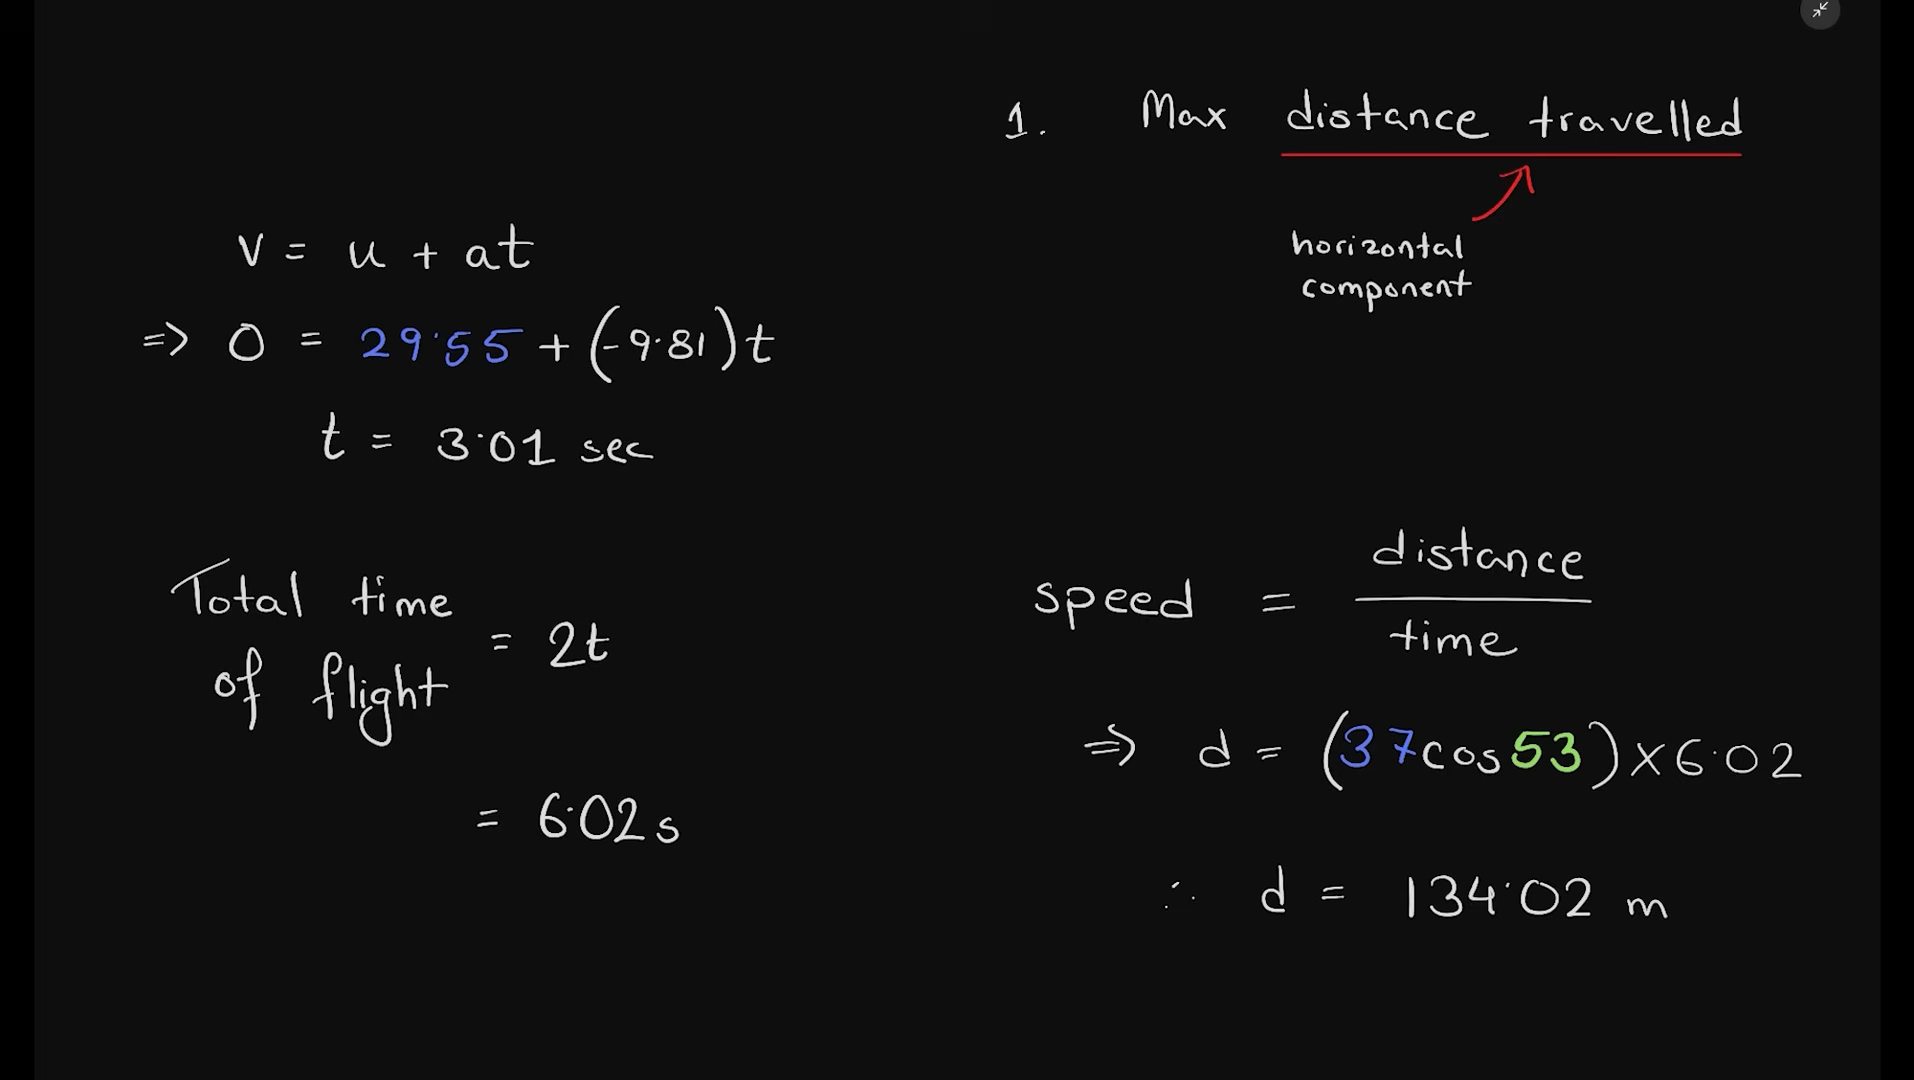 1. Max distance travelled
horizontal
component
v = u + at
=> 0 = 29·55 + (-9·81)t
t = 3·01 sec
Total time
of flight
= 2t
= 6·02 s
speed = distance
time
=> d = (37cos53) × 6·02
∴ d = 134·02 m